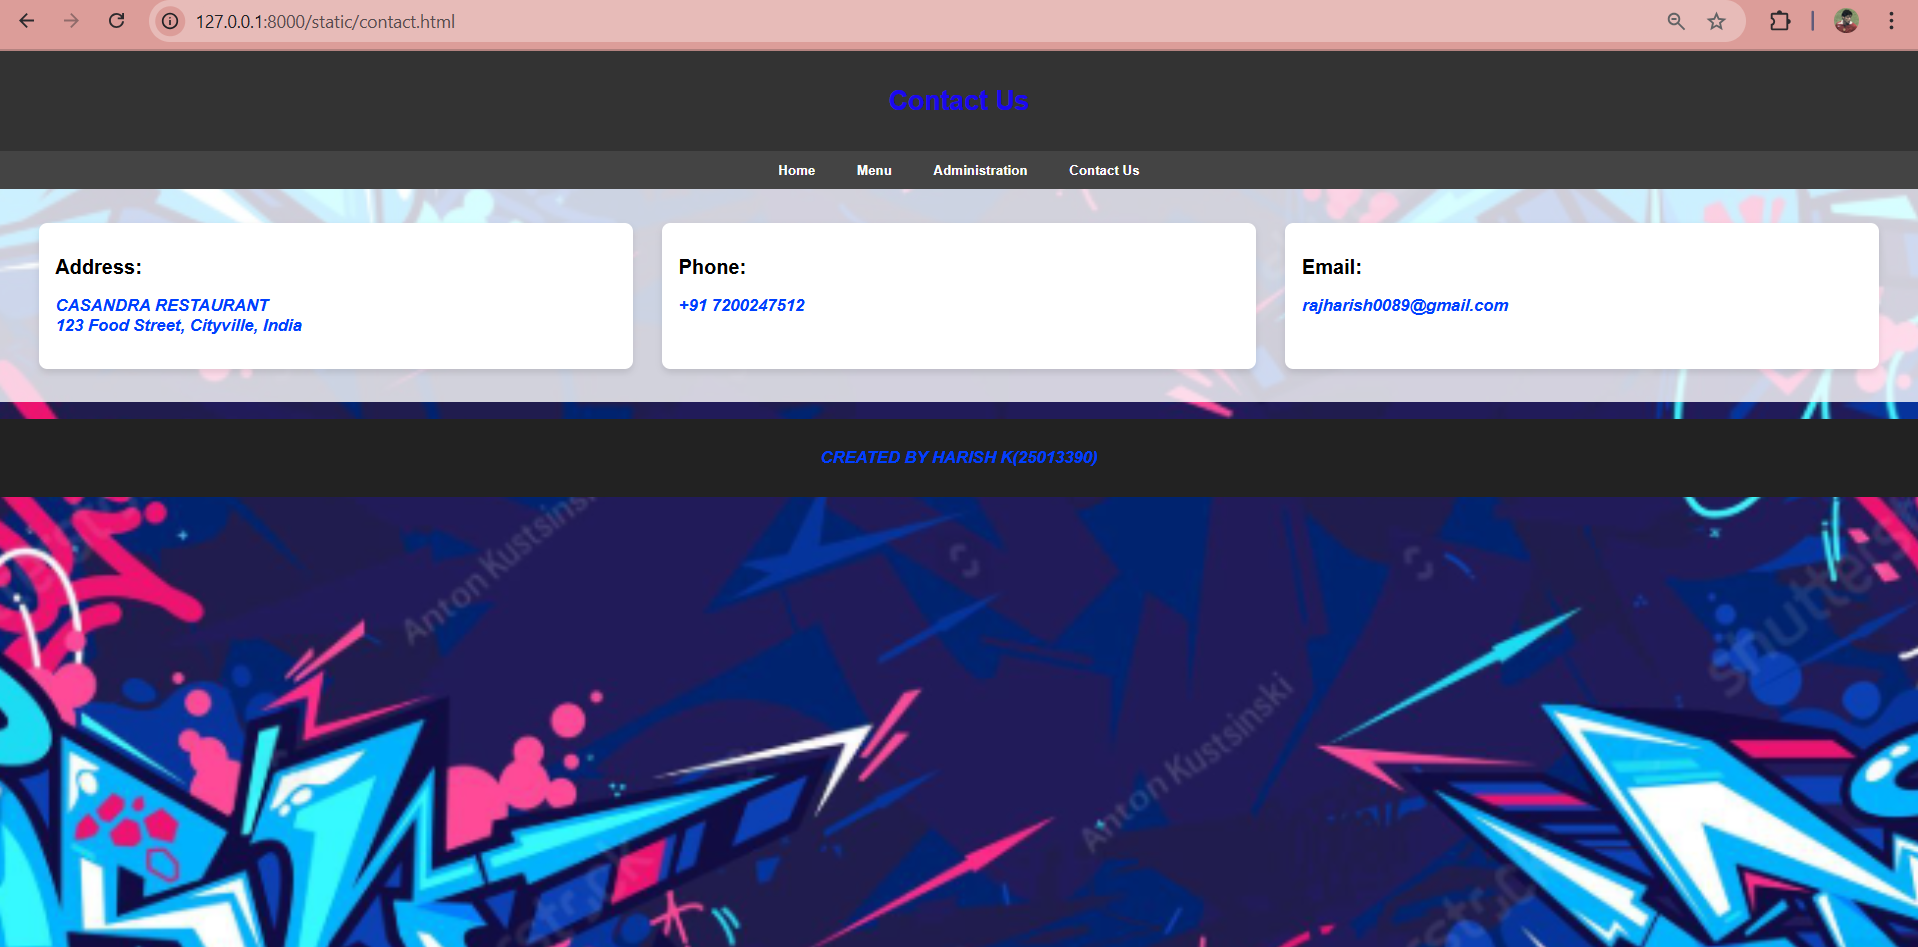 127.0.0.1:8000/static/contact.html
Contact Us
Home Menu Administration Contact Us
Address:
CASANDRA RESTAURANT
123 Food Street, Cityville, India
Phone:
+91 7200247512
Email:
rajharish0089@gmail.com
CREATED BY HARISH K(25013390)
Anton Kustsinski
Anton Kustsinski